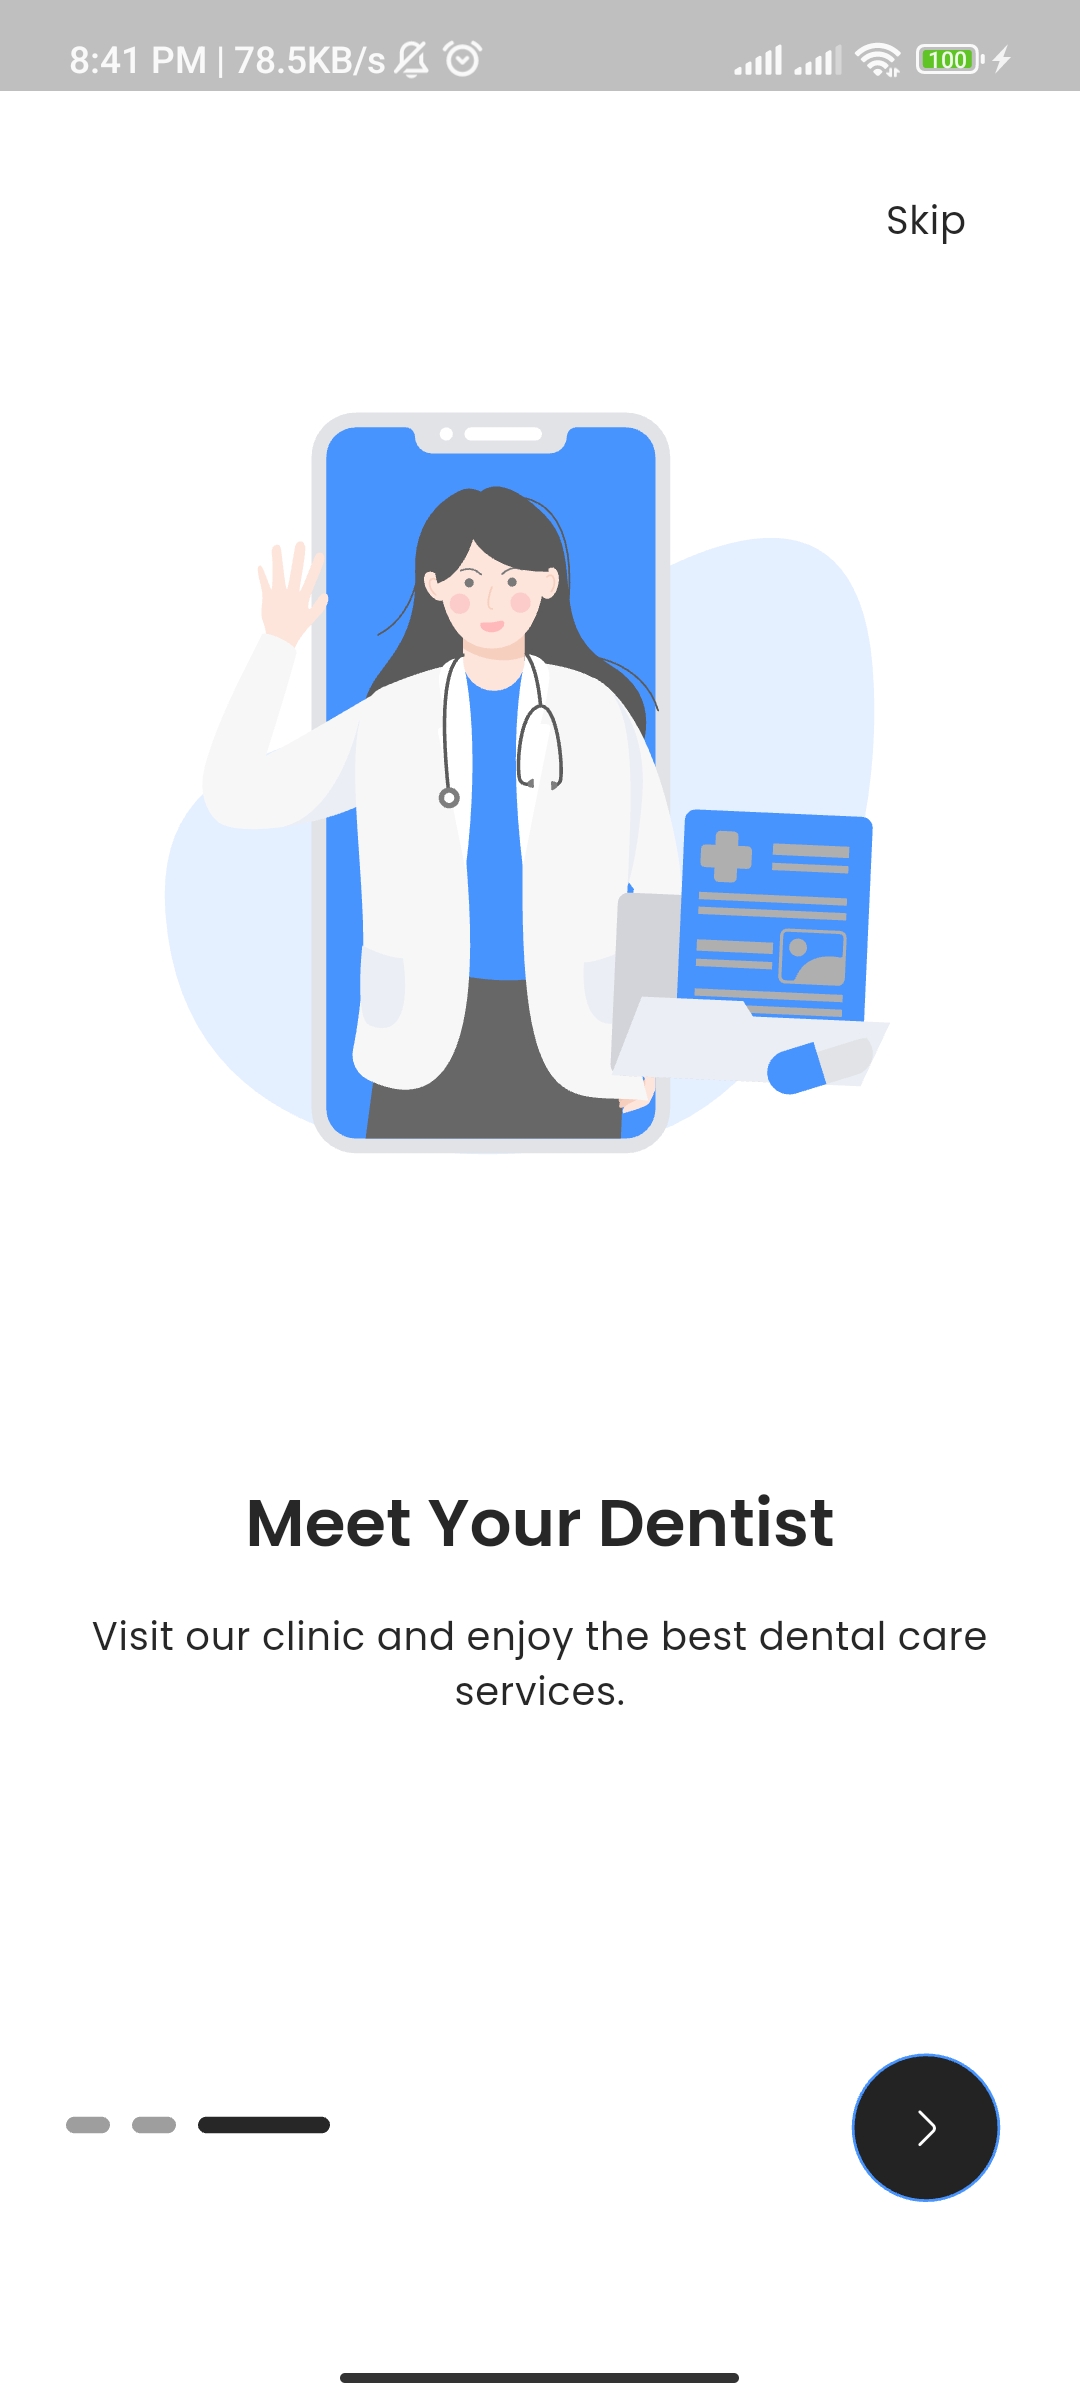 8:41 PM | 78.5KB/s 100
Skip
Meet Your Dentist
Visit our clinic and enjoy the best dental care
services.